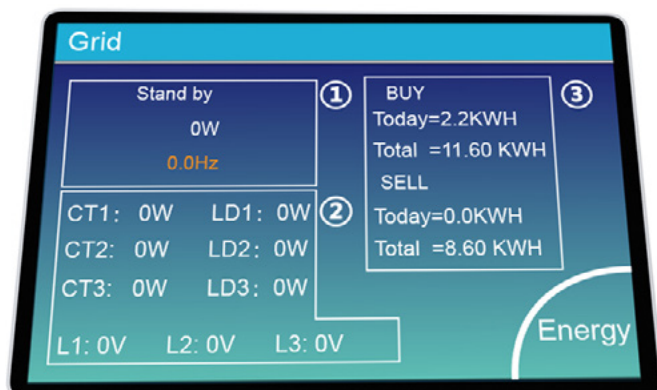 Grid
Stand by
①
0W
0.0Hz
CT1: 0W LD1: 0W
②
CT2: 0W LD2: 0W
CT3: 0W LD3: 0W
L1: 0V L2: 0V L3: 0V
BUY
③
Today=2.2KWH
Total =11.60 KWH
SELL
Today=0.0KWH
Total =8.60 KWH
Energy